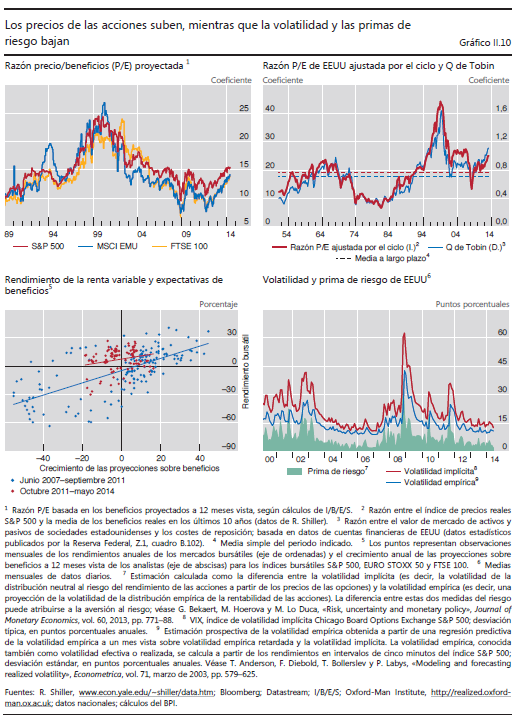 Los precios de las acciones suben, mientras que la volatilidad y las primas de
riesgo bajan
Gráfico II.10
Razón precio/beneficios (P/E) proyectada 1
Coeficiente
25
20
15
10
5
89 94 99 04 09 14
S&P 500 MSCI EMU FTSE 100
Razón P/E de EEUU ajustada por el ciclo y Q de Tobin
Coeficiente Coeficiente
40 1,6
30 1,2
20 0,8
10 0,4
0 0,0
54 64 74 84 94 04 14
Razón P/E ajustada por el ciclo (I.)2 Q de Tobin (D.)3
Media a largo plazo4
Rendimiento de la renta variable y expectativas de
beneficios5
Porcentaje
30
0
–30
–60
–90
Rendimiento bursátil
–40 –20 0 20 40
Crecimiento de las proyecciones sobre beneficios
Junio 2007–septiembre 2011
Octubre 2011–mayo 2014
Volatilidad y prima de riesgo de EEUU6
Puntos porcentuales
60
45
30
15
0
00 02 04 06 08 10 12 14
Prima de riesgo7 Volatilidad implícita8
Volatilidad empírica9
1 Razón P/E basada en los beneficios proyectados a 12 meses vista, según cálculos de I/B/E/S. 2 Razón entre el índice de precios reales
S&P 500 y la media de los beneficios reales en los últimos 10 años (datos de R. Shiller). 3 Razón entre el valor de mercado de activos y
pasivos de sociedades estadounidenses y los costes de reposición; basada en datos de cuentas financieras de EEUU (datos estadísticos
publicados por la Reserva Federal, Z.1, cuadro B.102). 4 Media simple del periodo indicado. 5 Los puntos representan observaciones
mensuales de los rendimientos anuales de los mercados bursátiles (eje de ordenadas) y el crecimiento anual de las proyecciones sobre
beneficios a 12 meses vista de los analistas (eje de abscisas) para los índices bursátiles S&P 500, EURO STOXX 50 y FTSE 100. 6 Medias
mensuales de datos diarios. 7 Estimación calculada como la diferencia entre la volatilidad implícita (es decir, la volatilidad de la
distribución neutral al riesgo del rendimiento de las acciones a partir de los precios de las opciones) y la volatilidad empírica (es decir, una
proyección de la volatilidad de la distribución empírica de la rentabilidad de las acciones). La diferencia entre estas dos medidas del riesgo
puede atribuirse a la aversión al riesgo; véase G. Bekaert, M. Hoerova y M. Lo Duca, «Risk, uncertainty and monetary policy», Journal of
Monetary Economics, vol. 60, 2013, pp. 771–88. 8 VIX, índice de volatilidad implícita Chicago Board Options Exchange S&P 500; desviación
típica, en puntos porcentuales anuales. 9 Estimación prospectiva de la volatilidad empírica obtenida a partir de una regresión predictiva
de la volatilidad empírica a un mes vista sobre volatilidad empírica retardada y la volatilidad implícita. La volatilidad empírica, conocida
también como volatilidad efectiva o realizada, se calcula a partir de los rendimientos en intervalos de cinco minutos del índice S&P 500;
desviación estándar, en puntos porcentuales anuales. Véase T. Anderson, F. Diebold, T. Bollerslev y P. Labys, «Modeling and forecasting
realized volatility», Econometrica, vol. 71, marzo de 2003, pp. 579–625.
Fuentes: R. Shiller, www.econ.yale.edu/~shiller/data.htm; Bloomberg; Datastream; I/B/E/S; Oxford–Man Institute, http://realized.oxford-
man.ox.ac.uk; datos nacionales; cálculos del BPI.